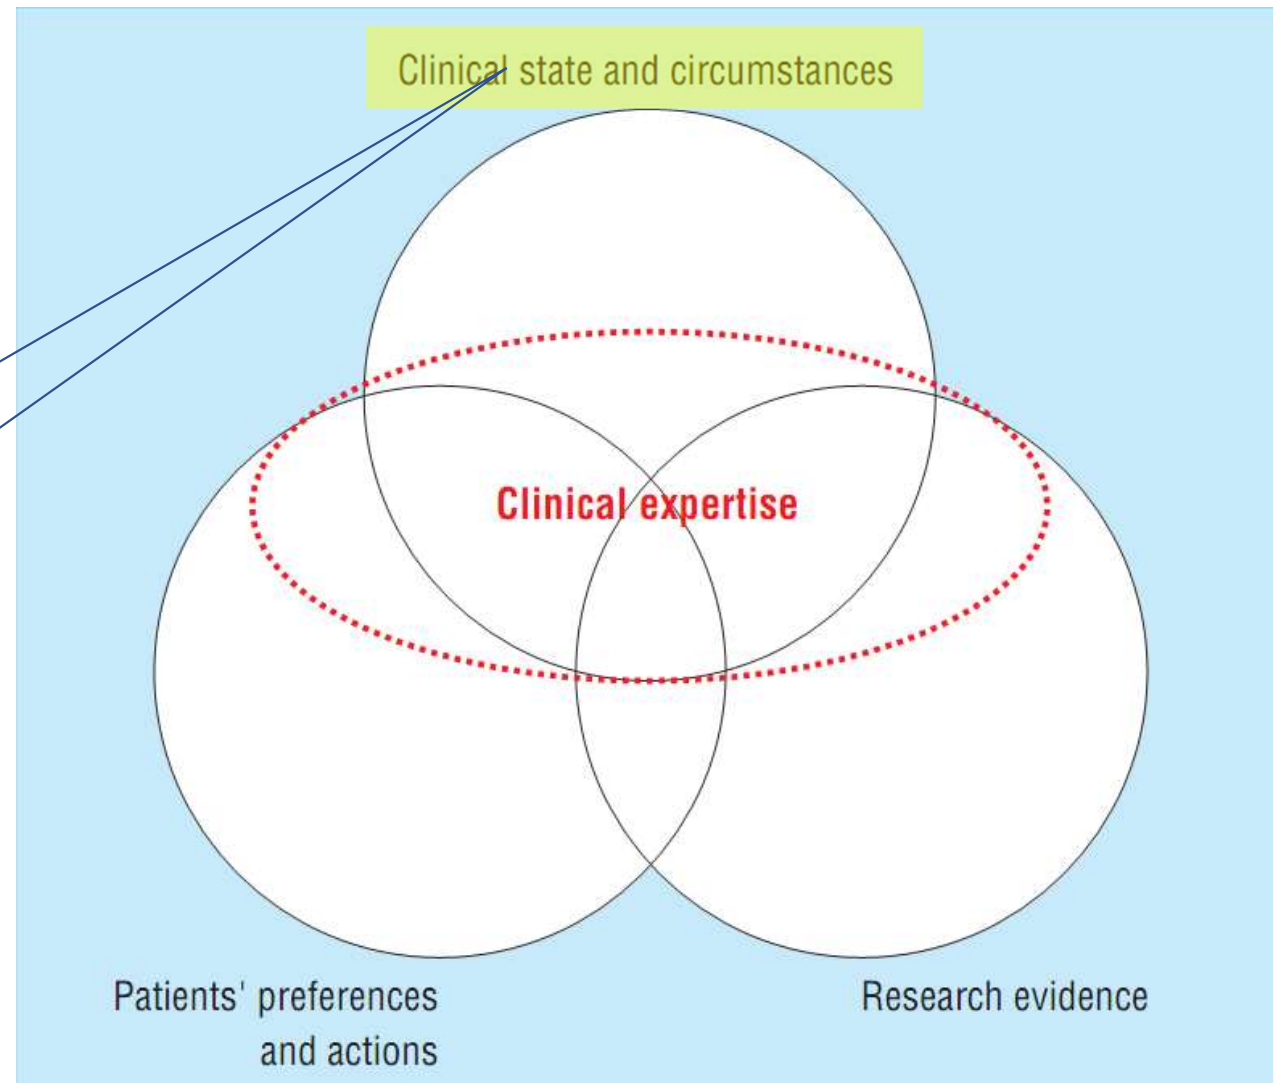 Clinical state and circumstances
Clinical expertise
Patients' preferences
and actions
Research evidence